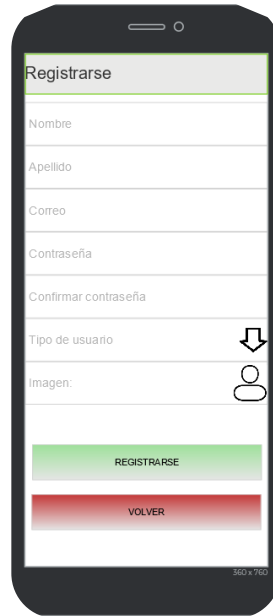 Registrarse
Nombre
Apellido
Correo
Contraseña
Confirmar contraseña
Tipo de usuario
Imagen:
REGISTRARSE
VOLVER
360 x 760